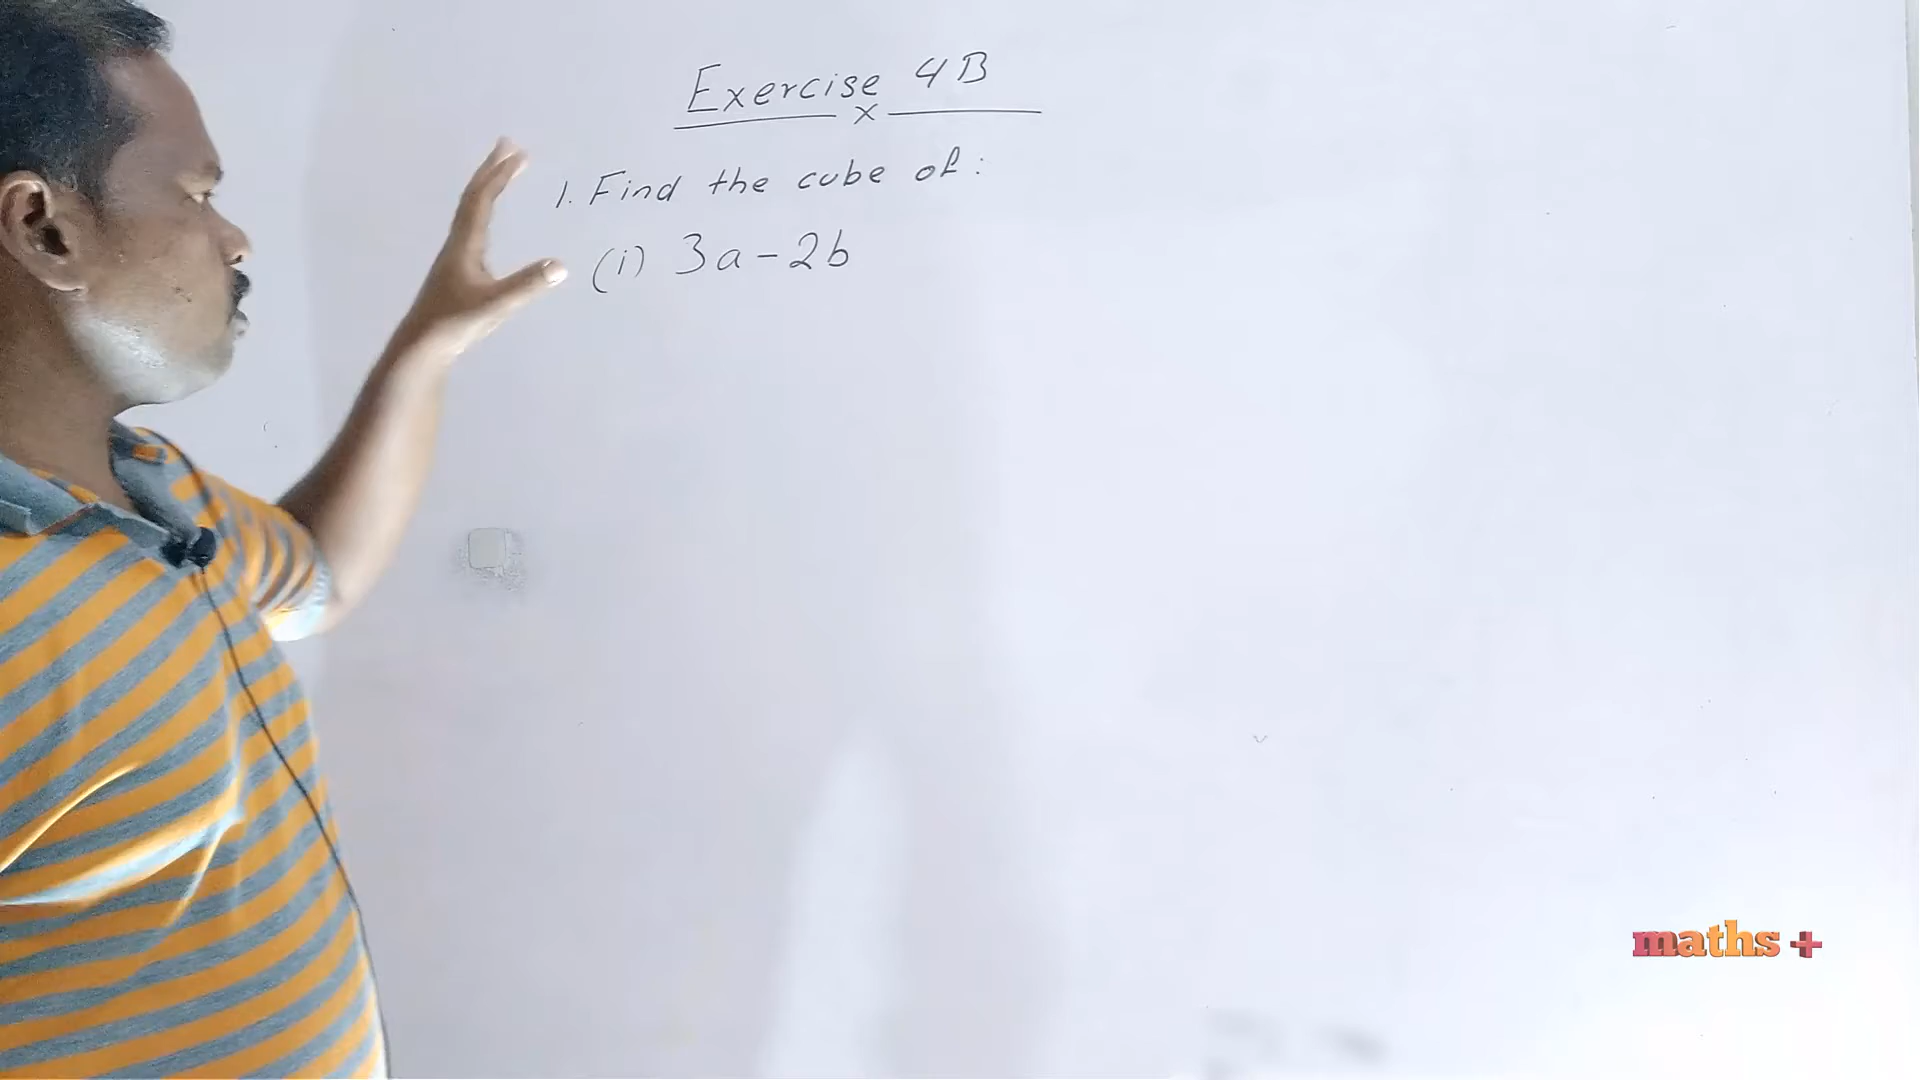 Exercise 4B
x
1. Find the cube of:
(i) 3a-2b
maths +